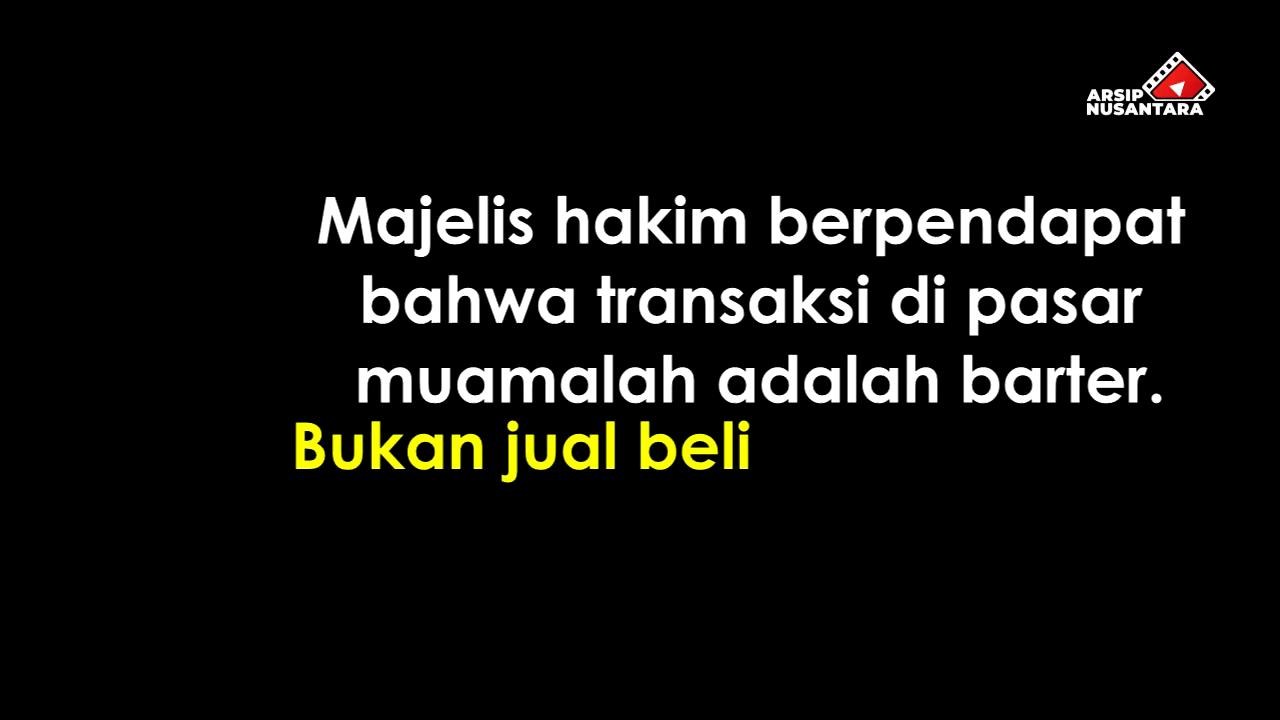 ARSIP
NUSANTARA
Majelis hakim berpendapat
bahwa transaksi di pasar
muamalah adalah barter.
Bukan jual beli